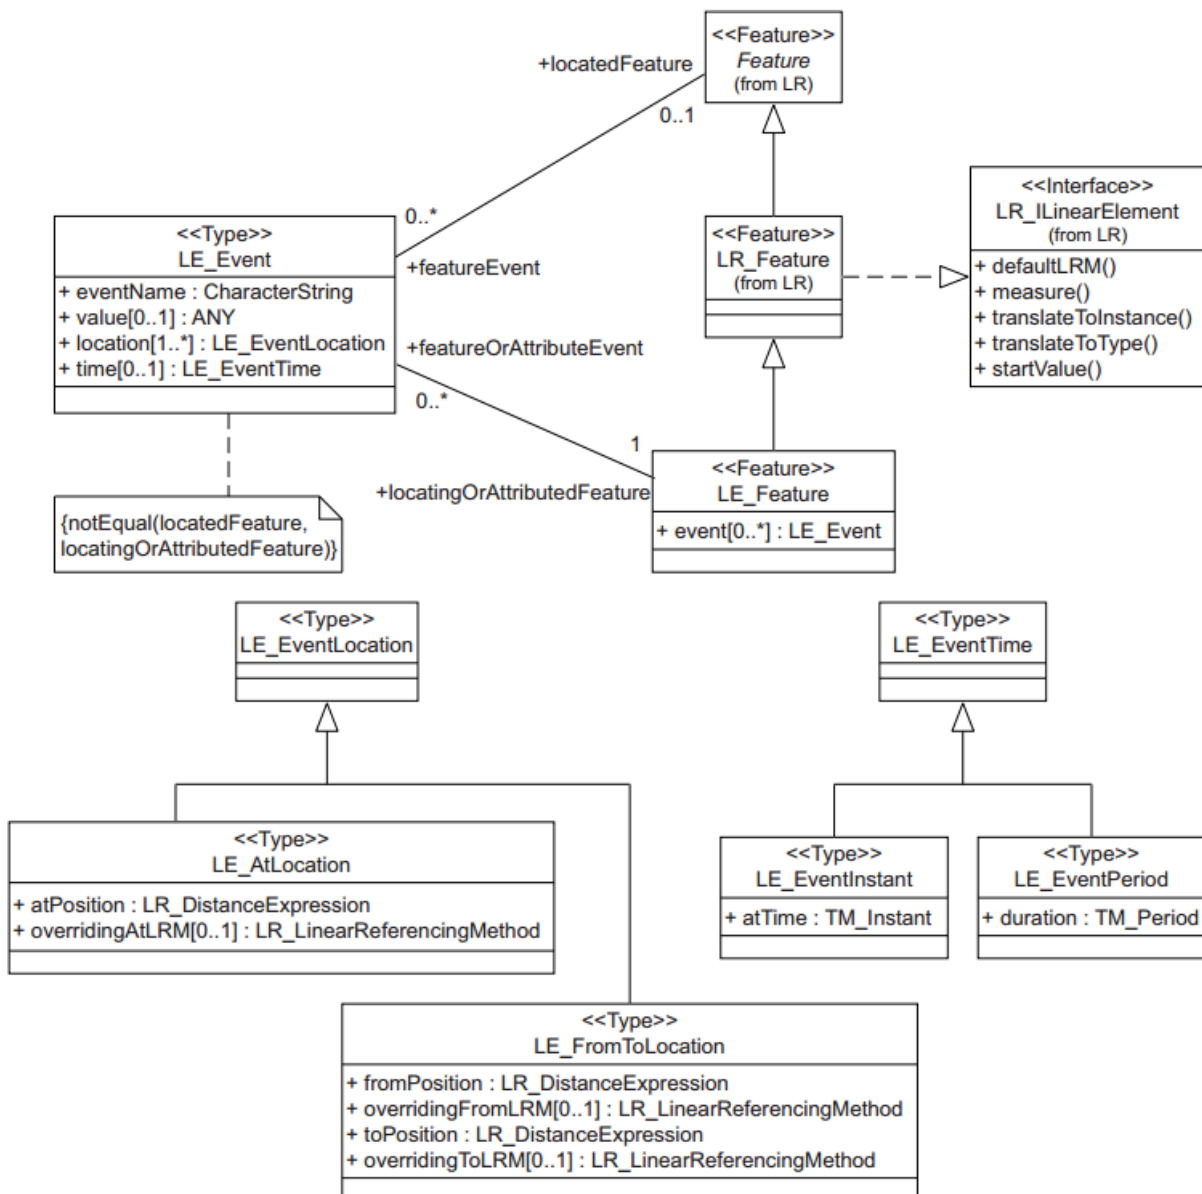 <<Feature>>
Feature
(from LR)
+locatedFeature
0..1
0..*
+featureEvent
<<Type>>
LE_Event
+ eventName : CharacterString
+ value[0..1] : ANY
+ location[1..*] : LE_EventLocation
+ time[0..1] : LE_EventTime
<<Feature>>
LR_Feature
(from LR)
<<Interface>>
LR_ILinearElement
(from LR)
+ defaultLRM()
+ measure()
+ translateToInstance()
+ translateToType()
+ startValue()
+featureOrAttributeEvent
0..*
1
+locatingOrAttributedFeature
<<Feature>>
LE_Feature
+ event[0..*] : LE_Event
{notEqual(locatedFeature,
locatingOrAttributedFeature)}
<<Type>>
LE_EventLocation
<<Type>>
LE_EventTime
<<Type>>
LE_AtLocation
+ atPosition : LR_DistanceExpression
+ overridingAtLRM[0..1] : LR_LinearReferencingMethod
<<Type>>
LE_EventInstant
+ atTime : TM_Instant
<<Type>>
LE_EventPeriod
+ duration : TM_Period
<<Type>>
LE_FromToLocation
+ fromPosition : LR_DistanceExpression
+ overridingFromLRM[0..1] : LR_LinearReferencingMethod
+ toPosition : LR_DistanceExpression
+ overridingToLRM[0..1] : LR_LinearReferencingMethod